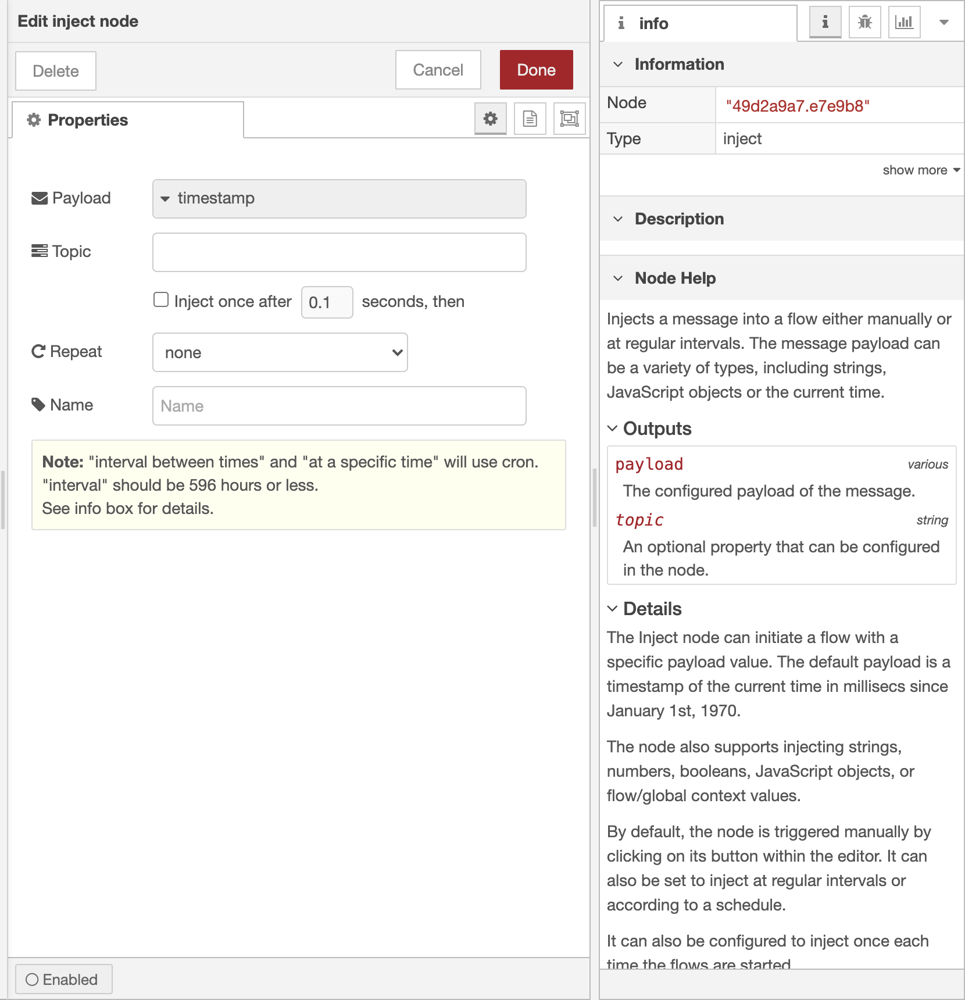 Edit inject node
Delete
Cancel
Done
Properties
Payload
timestamp
Topic
Inject once after 0.1 seconds, then
Repeat
none
Name
Name
Note: "interval between times" and "at a specific time" will use cron.
"interval" should be 596 hours or less.
See info box for details.
Enabled
info
Information
Node "49d2a9a7.e7e9b8"
Type inject
show more
Description
Node Help
Injects a message into a flow either manually or
at regular intervals. The message payload can
be a variety of types, including strings,
JavaScript objects or the current time.
Outputs
payload various
The configured payload of the message.
topic string
An optional property that can be configured
in the node.
Details
The Inject node can initiate a flow with a
specific payload value. The default payload is a
timestamp of the current time in millisecs since
January 1st, 1970.
The node also supports injecting strings,
numbers, booleans, JavaScript objects, or
flow/global context values.
By default, the node is triggered manually by
clicking on its button within the editor. It can
also be set to inject at regular intervals or
according to a schedule.
It can also be configured to inject once each
time the flows are started